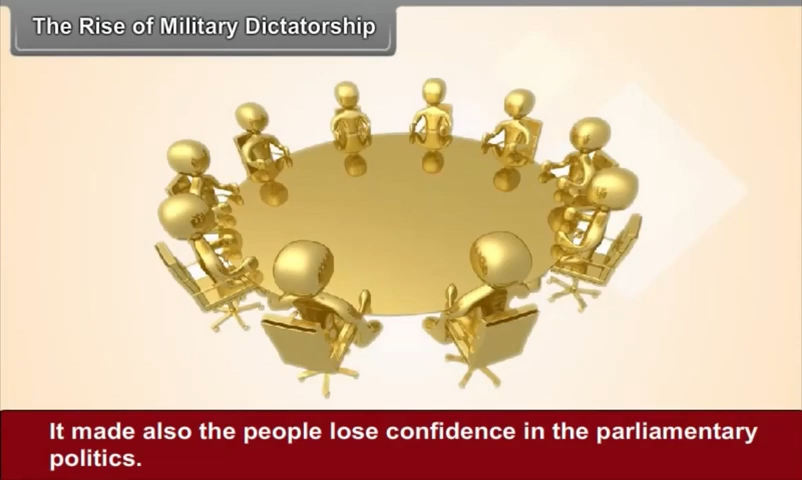 The Rise of Military Dictatorship
It made also the people lose confidence in the parliamentary
politics.